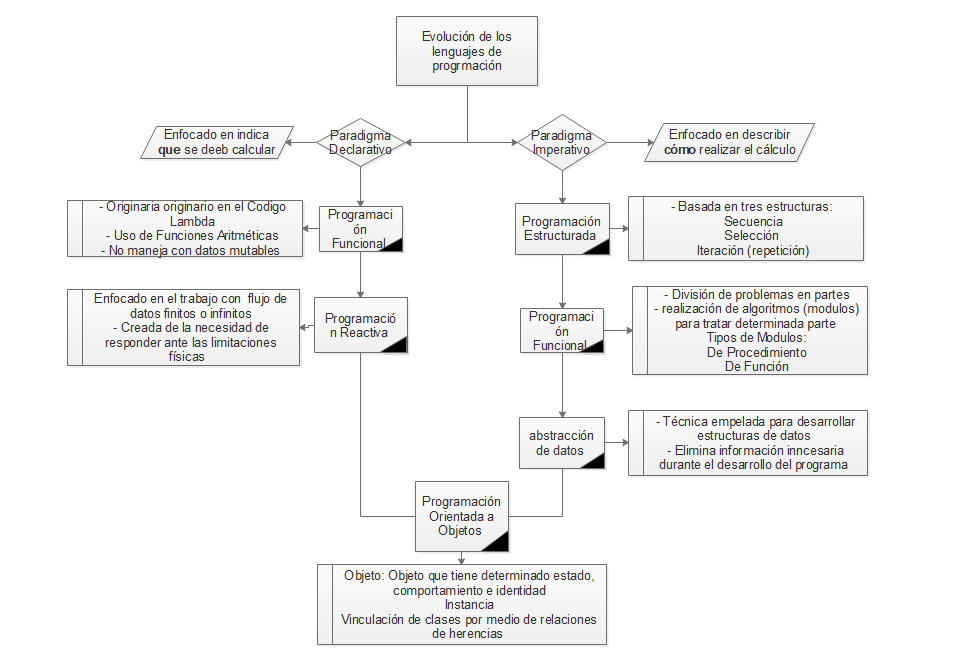 Evolución de los
lenguajes de
progrmación
Enfocado en indica
que se deeb calcular
Paradigma
Declarativo
Paradigma
Imperativo
Enfocado en describir
cómo realizar el cálculo
- Originaria originario en el Codigo
Lambda
- Uso de Funciones Aritméticas
- No maneja con datos mutables
Programaci
ón
Funcional
Programación
Estructurada
- Basada en tres estructuras:
Secuencia
Selección
Iteración (repetición)
Enfocado en el trabajo con flujo de
datos finitos o infinitos
- Creada de la necesidad de
responder ante las limitaciones
físicas
Programació
n Reactiva
Programaci
ón
Funcional
- División de problemas en partes
- realización de algoritmos (modulos)
para tratar determinada parte
Tipos de Modulos:
De Procedimiento
De Función
abstracción
de datos
- Técnica empelada para desarrollar
estructuras de datos
- Elimina información inncesaria
durante el desarrollo del programa
Programación
Orientada a
Objetos
Objeto: Objeto que tiene determinado estado,
comportamiento e identidad
Instancia
Vinculación de clases por medio de relaciones
de herencias